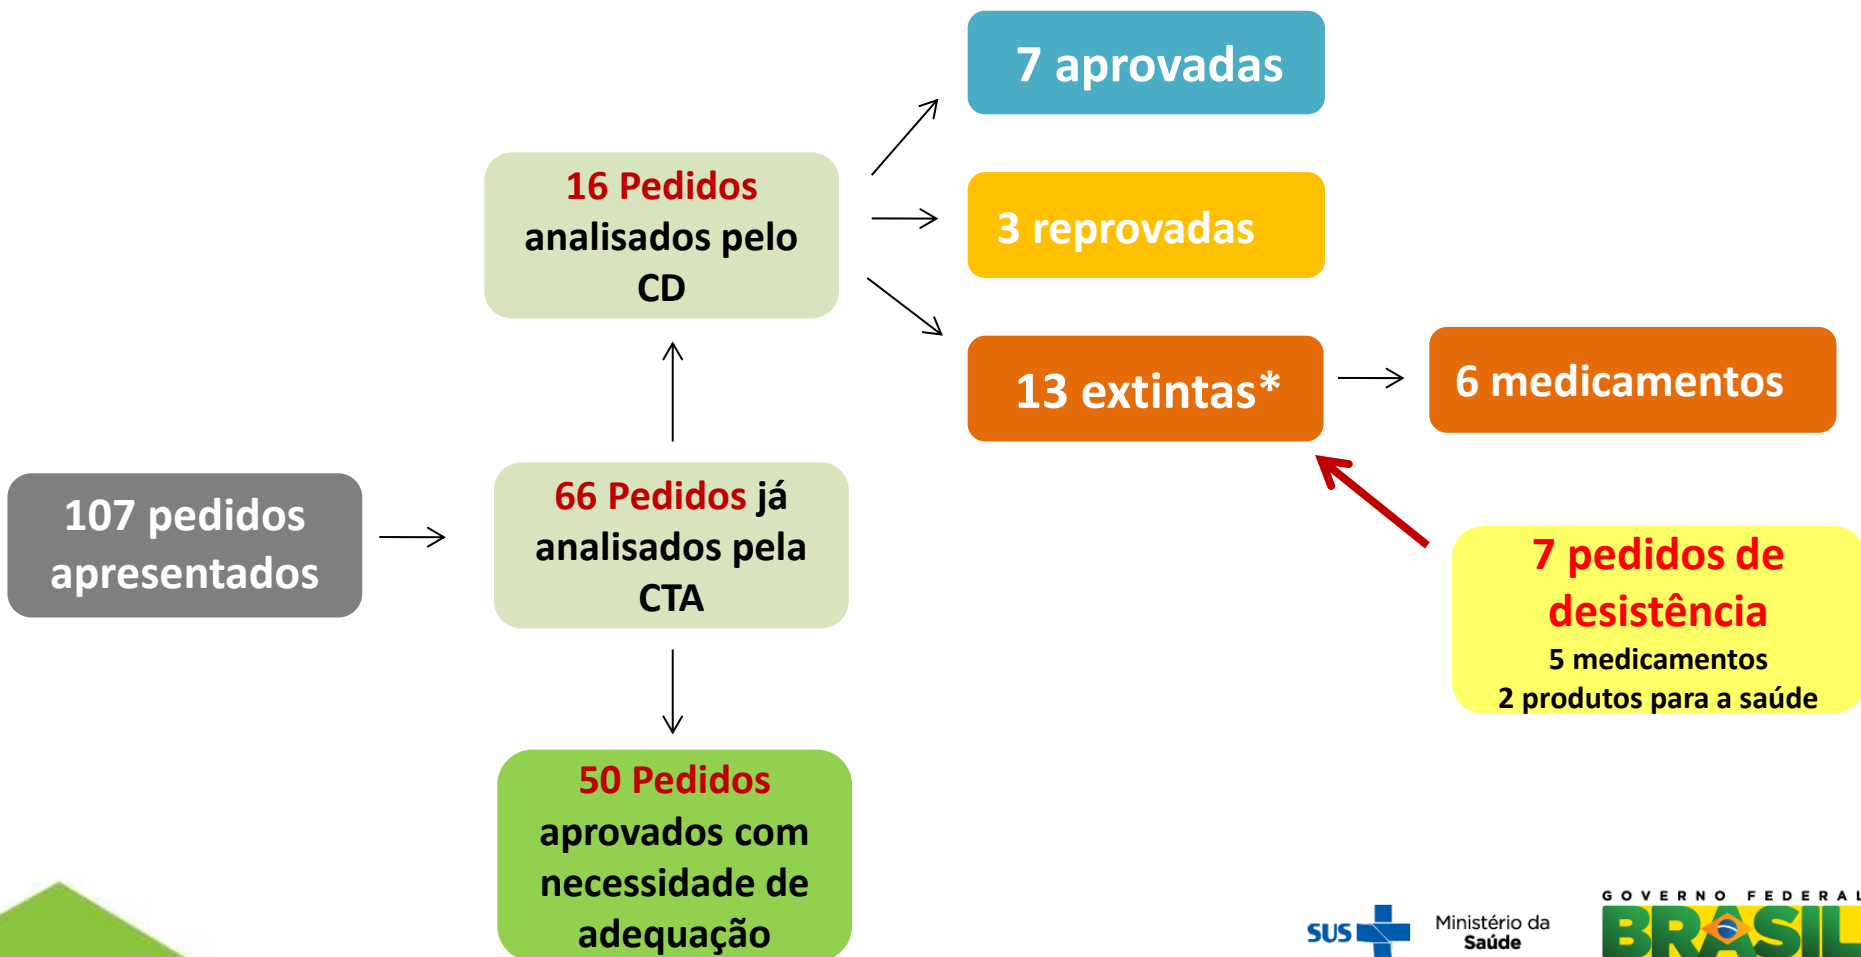 7 aprovadas
16 Pedidos
analisados pelo
CD
3 reprovadas
13 extintas*
6 medicamentos
107 pedidos
apresentados
66 Pedidos já
analisados pela
CTA
7 pedidos de
desistência
5 medicamentos
2 produtos para a saúde
50 Pedidos
aprovados com
necessidade de
adequação
SUS
Ministério da
Saúde
GOVERNO FEDERAL
BRASIL